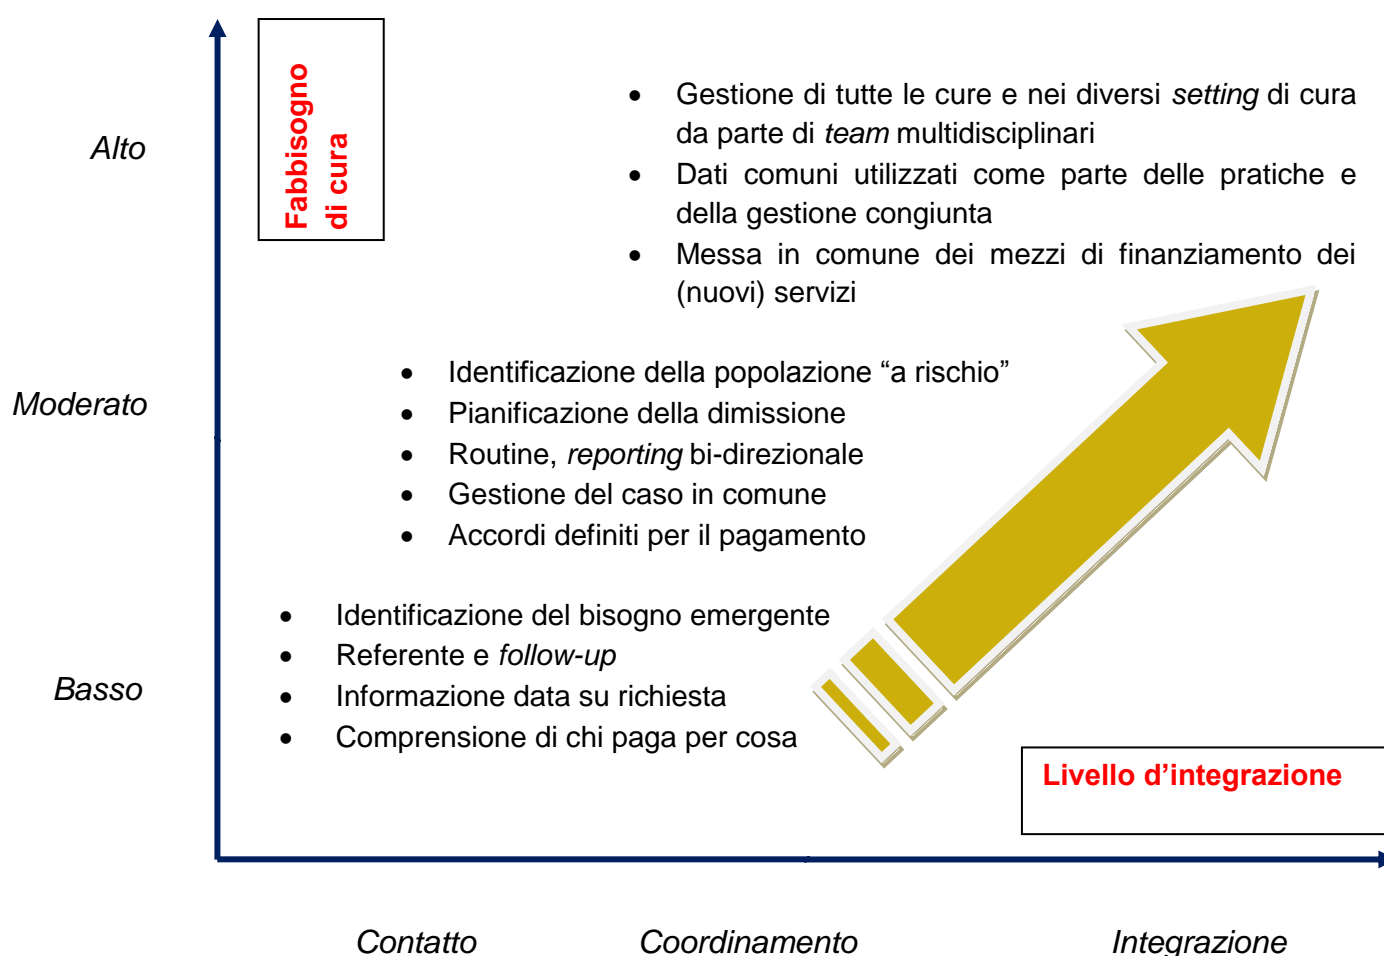 Fabbisogno
di cura
Alto
• Gestione di tutte le cure e nei diversi setting di cura
da parte di team multidisciplinari
• Dati comuni utilizzati come parte delle pratiche e
della gestione congiunta
• Messa in comune dei mezzi di finanziamento dei
(nuovi) servizi
Moderato
• Identificazione della popolazione “a rischio”
• Pianificazione della dimissione
• Routine, reporting bi-direzionale
• Gestione del caso in comune
• Accordi definiti per il pagamento
Basso
• Identificazione del bisogno emergente
• Referente e follow-up
• Informazione data su richiesta
• Comprensione di chi paga per cosa
Livello d’integrazione
Contatto
Coordinamento
Integrazione